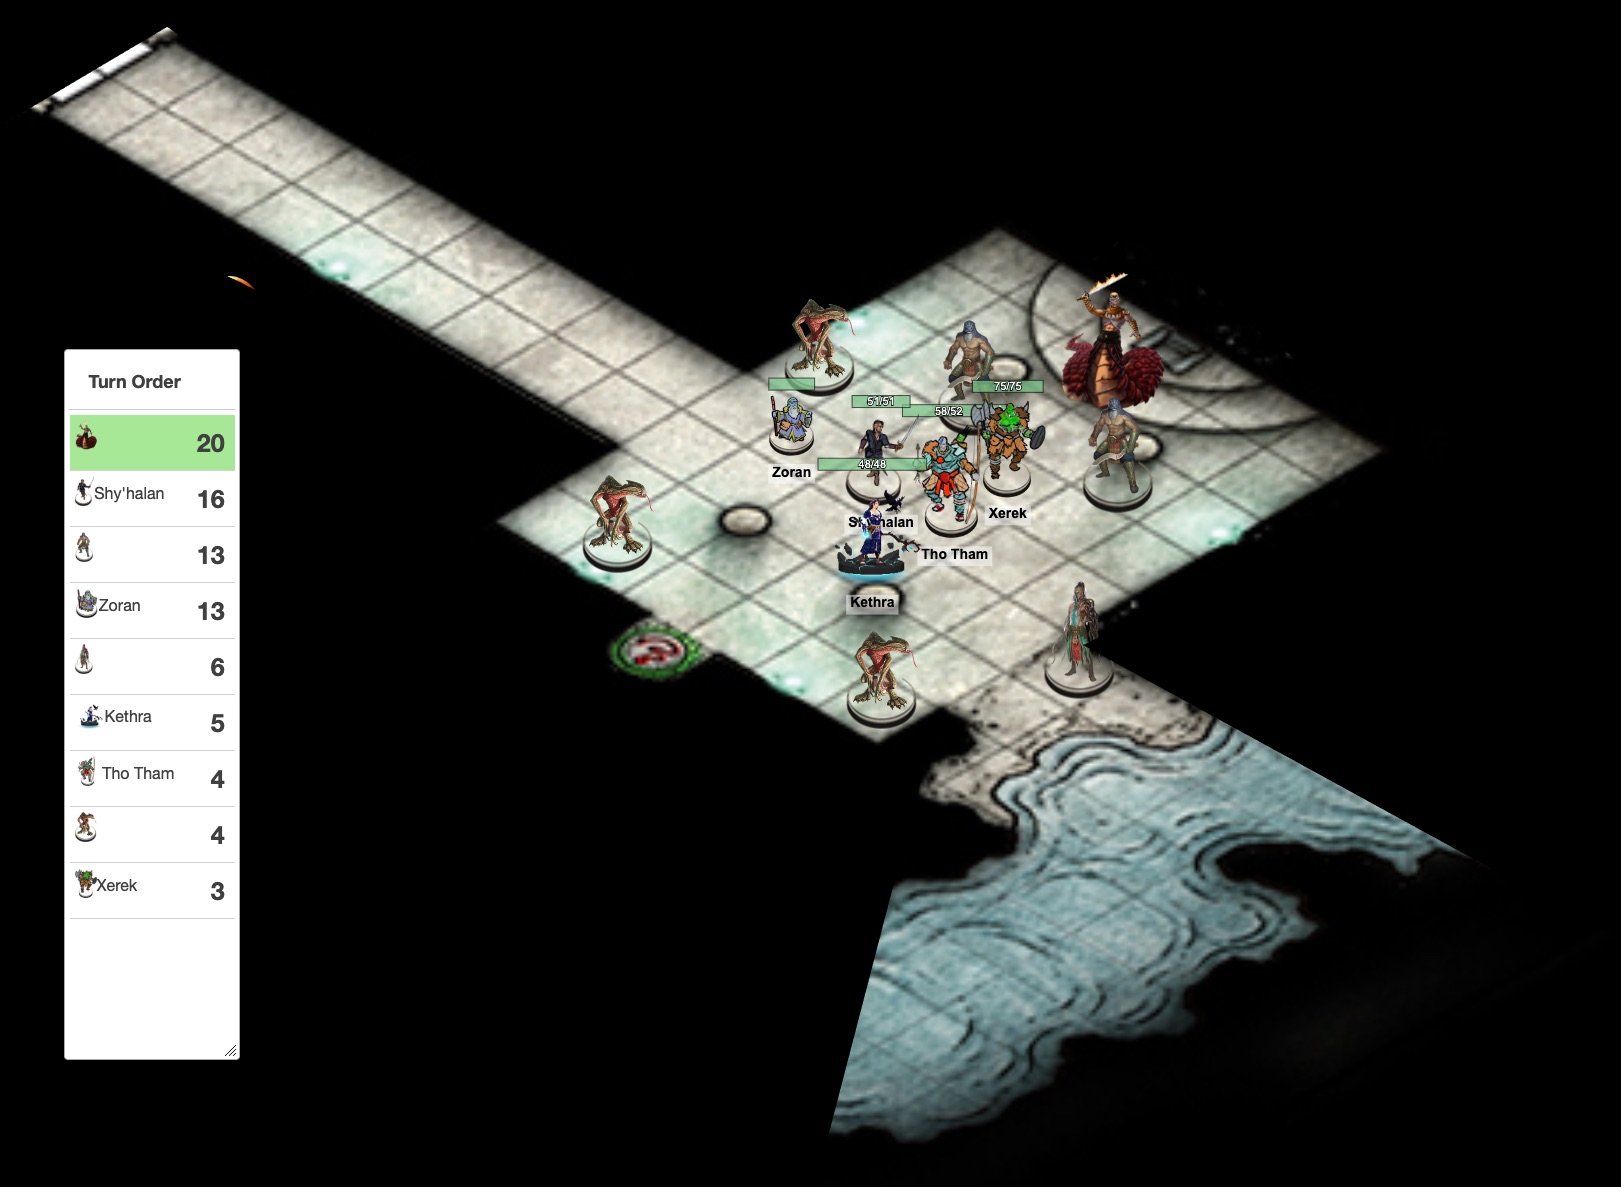 Turn Order
20
Shy'halan 16
13
Zoran 13
6
Kethra 5
Tho Tham 4
4
Xerek 3
75/75
51/51
58/52
48/48
Zoran
Xerek
Tho Tham
Kethra